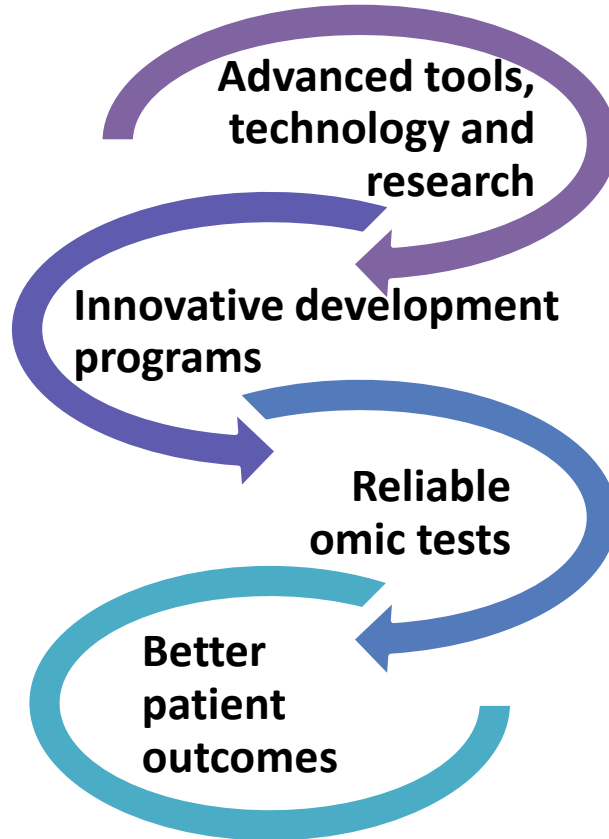 Advanced tools,
technology and
research
Innovative development
programs
Reliable
omic tests
Better
patient
outcomes